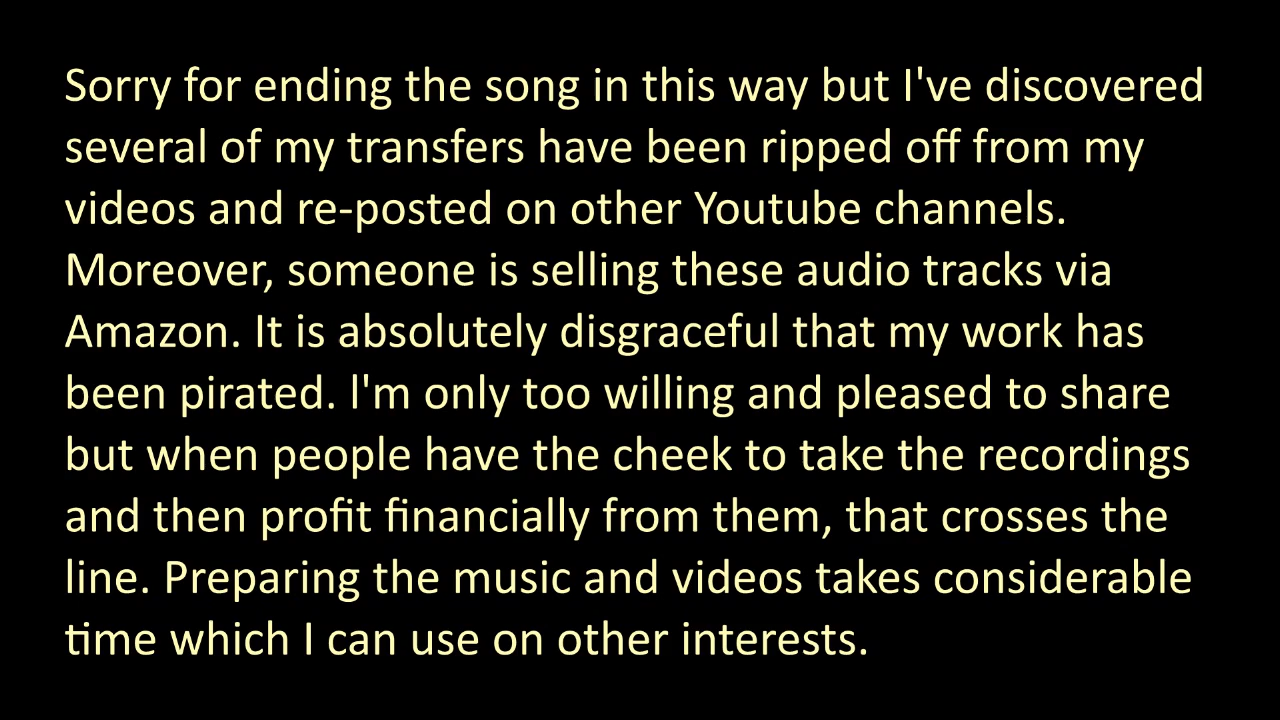 Sorry for ending the song in this way but I've discovered
several of my transfers have been ripped off from my
videos and re-posted on other Youtube channels.
Moreover, someone is selling these audio tracks via
Amazon. It is absolutely disgraceful that my work has
been pirated. l'm only too willing and pleased to share
but when people have the cheek to take the recordings
and then profit financially from them, that crosses the
line. Preparing the music and videos takes considerable
time which I can use on other interests.